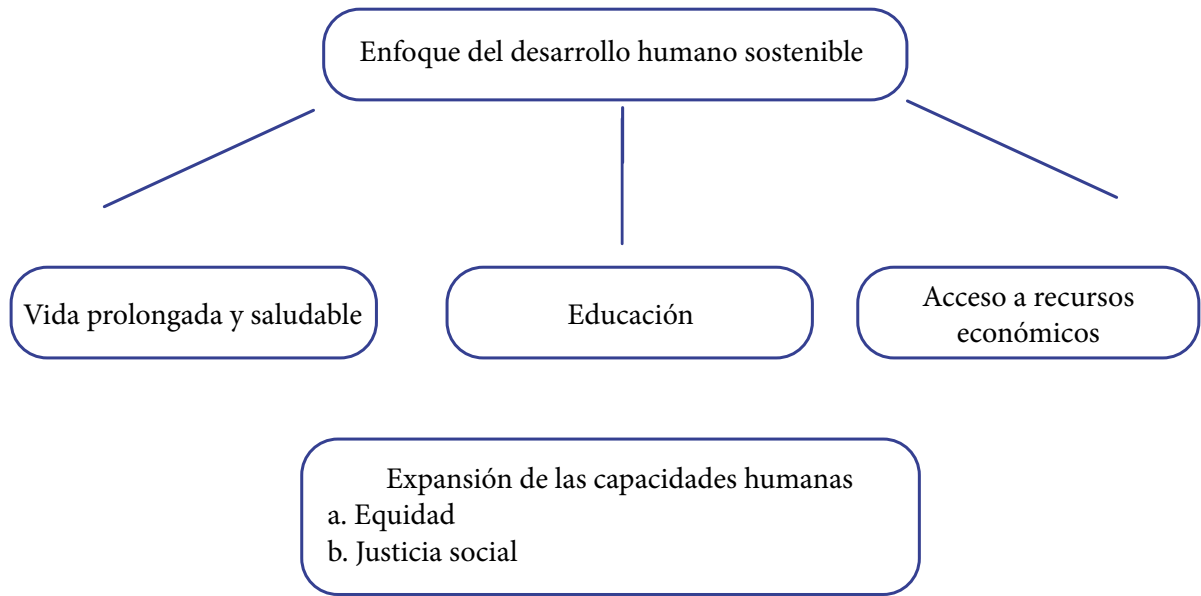 Enfoque del desarrollo humano sostenible
Vida prolongada y saludable
Educación
Acceso a recursos
económicos
Expansión de las capacidades humanas
a. Equidad
b. Justicia social